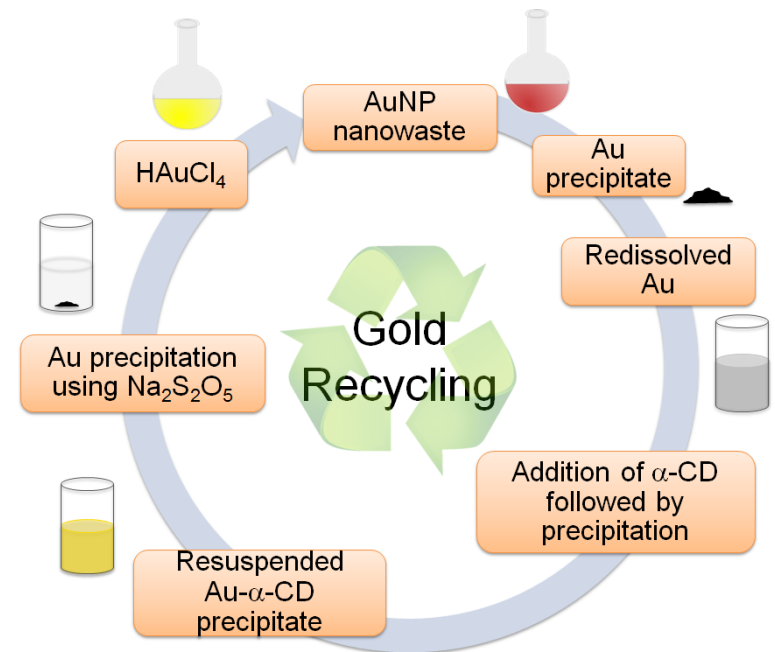 AuNP
nanowaste
Au
precipitate
Redissolved
Au
Addition of α-CD
followed by
precipitation
Resuspended
Au-α-CD
precipitate
Au precipitation
using Na₂S₂O₅
HAuCl₄
Gold
Recycling